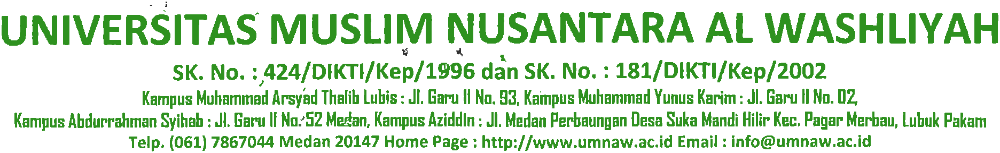 UNIVERSITAS MUSLIM NUSANTARA AL WASHLIYAH
SK. No. : 424/DIKTI/Kep/1996 dan SK. No. : 181/DIKTI/Kep/2002
Kampus Muhammad Arsyad Thalib Lubis : Jl. Garu II No. 93, Kampus Muhammad Yunus Karim : Jl. Garu II No. 02,
Kampus Abdurrahman Syihab : Jl. Garu II No. 52 Medan, Kampus Aziddin : Jl. Medan Perbaungan Desa Suka Mandi Hilir Kec. Pagar Merbau, Lubuk Pakam
Telp. (061) 7867044 Medan 20147 Home Page : http://www.umnaw.ac.id Email : info@umnaw.ac.id